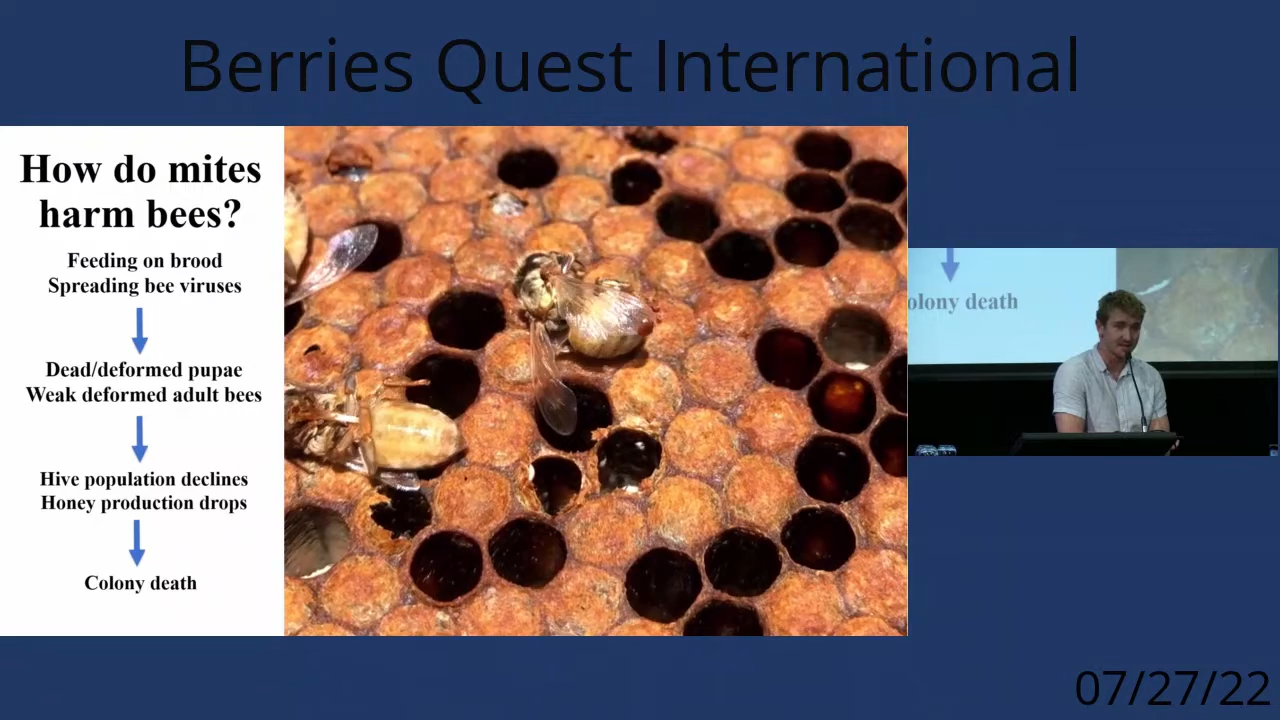 Berries Quest International
How do mites
harm bees?
Feeding on brood
Spreading bee viruses
Dead/deformed pupae
Weak deformed adult bees
Hive population declines
Honey production drops
Colony death
olony death
07/27/22